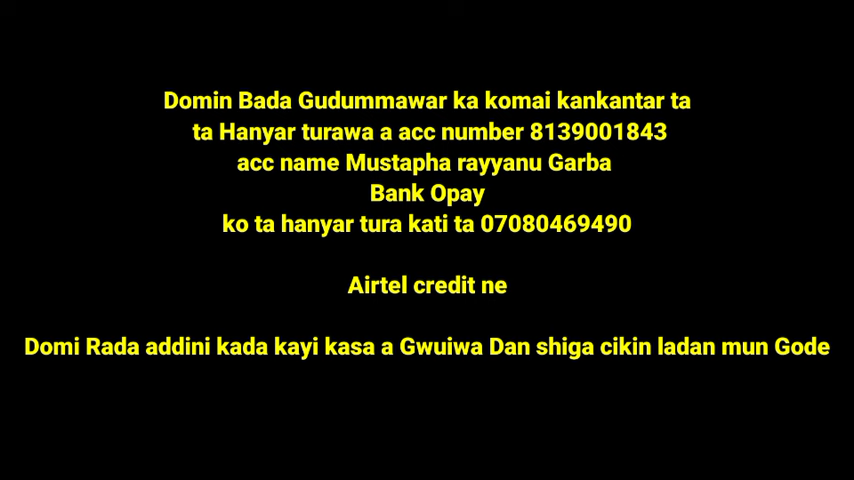 Domin Bada Gudummawar ka komai kankantar ta
ta Hanyar turawa a acc number 8139001843
acc name Mustapha rayyanu Garba
Bank Opay
ko ta hanyar tura kati ta 07080469490
Airtel credit ne
Domi Rada addini kada kayi kasa a Gwuiwa Dan shiga cikin ladan mun Gode